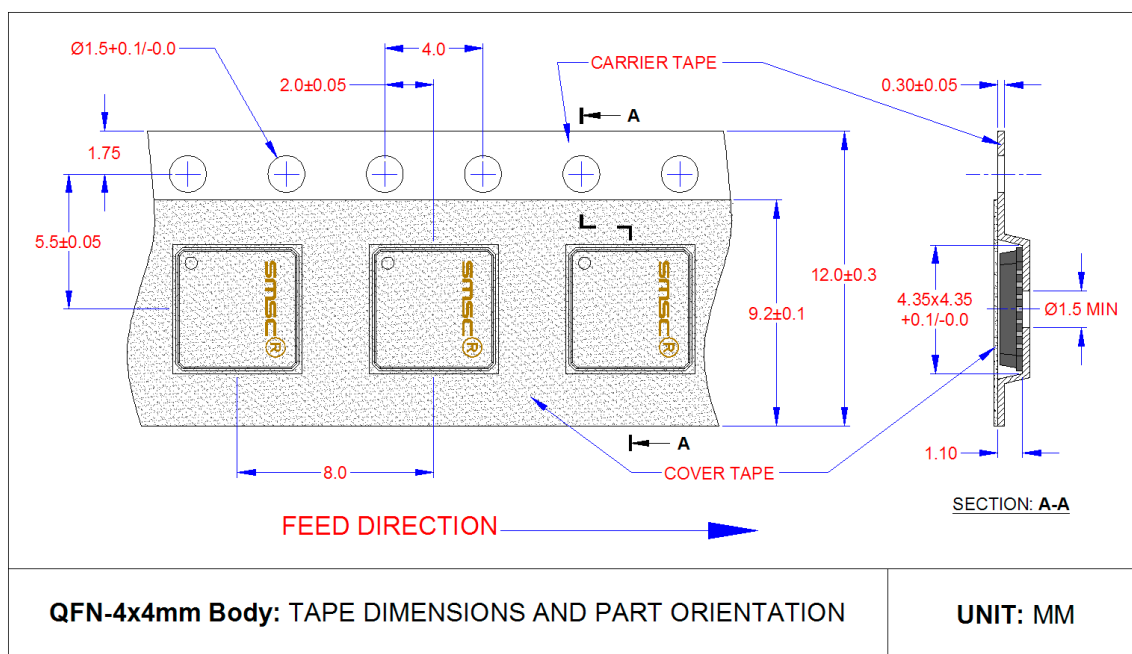 Ø1.5+0.1/-0.0
4.0
CARRIER TAPE
2.0±0.05
0.30±0.05
A
1.75
5.5±0.05
12.0±0.3
9.2±0.1
4.35x4.35
+0.1/-0.0
Ø1.5 MIN
smsc®
smsc®
smsc®
A
1.10
8.0
COVER TAPE
SECTION: A-A
FEED DIRECTION
QFN-4x4mm Body: TAPE DIMENSIONS AND PART ORIENTATION
UNIT: MM